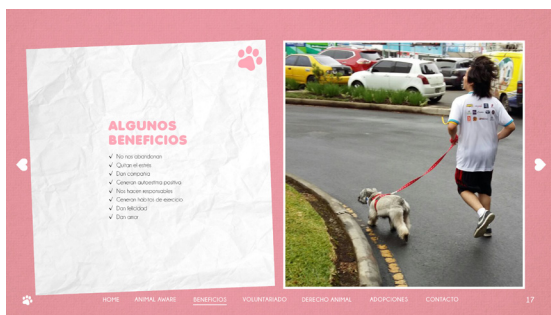 ALGUNOS
BENEFICIOS
√ No nos abandonan
√ Quitan el estrés
√ Dan compañía
√ Generan autoestima positiva
√ Nos hacen responsables
√ Generan hábitos de ejercicio
√ Dan felicidad
√ Dan amor
HOME ANIMAL AWARE BENEFICIOS VOLUNTARIADO DERECHO ANIMAL ADOPCIONES CONTACTO 17